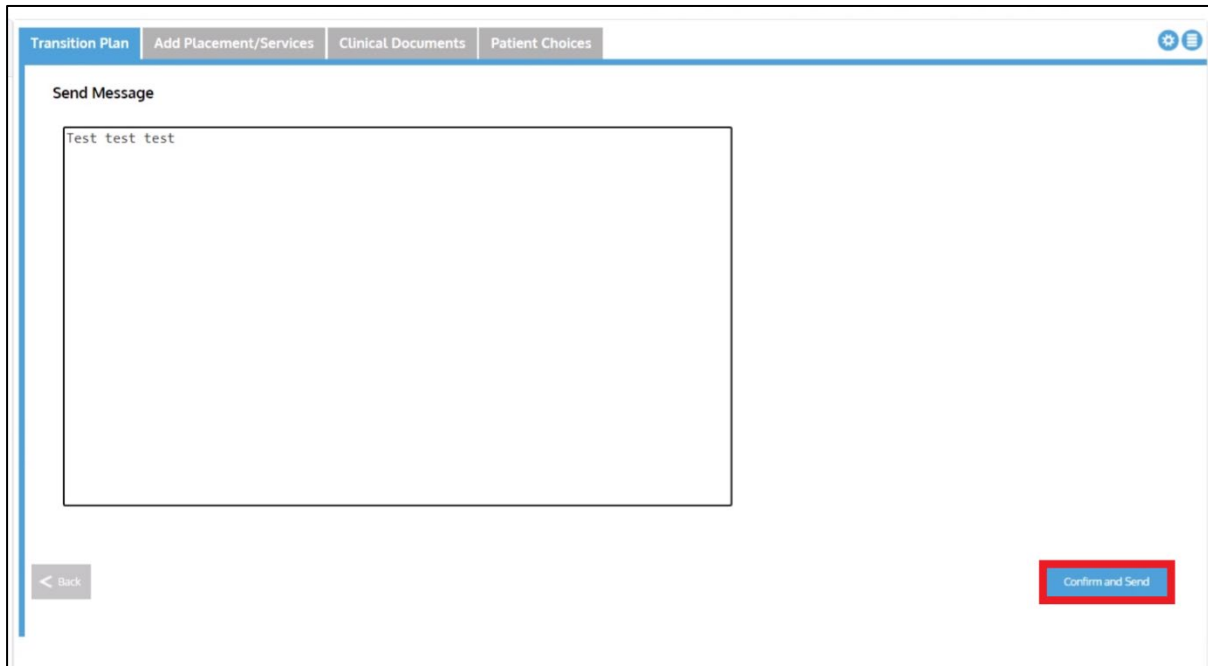 Transition Plan Add Placement/Services Clinical Documents Patient Choices
Send Message
Test test test
< Back Confirm and Send